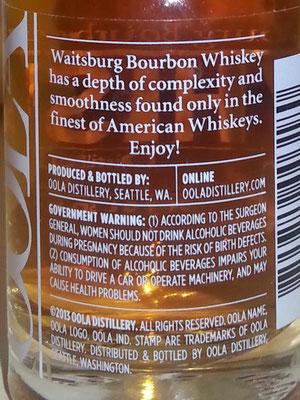 Waitsburg Bourbon Whiskey
has a depth of complexity and
smoothness found only in the
finest of American Whiskeys.
Enjoy!
PRODUCED & BOTTLED BY:
OOLA DISTILLERY, SEATTLE, WA.
ONLINE
OOLADISTILLERY.COM
GOVERNMENT WARNING: (1) ACCORDING TO THE SURGEON
GENERAL, WOMEN SHOULD NOT DRINK ALCOHOLIC BEVERAGES
DURING PREGNANCY BECAUSE OF THE RISK OF BIRTH DEFECTS.
(2) CONSUMPTION OF ALCOHOLIC BEVERAGES IMPAIRS YOUR
ABILITY TO DRIVE A CAR OR OPERATE MACHINERY, AND MAY
CAUSE HEALTH PROBLEMS.
©2013 OOLA DISTILLERY. ALL RIGHTS RESERVED. OOLA NAME,
OOLA LOGO, OOLA IND. STAMP ARE TRADEMARKS OF OOLA
DISTILLERY. DISTRIBUTED & BOTTLED BY OOLA DISTILLERY,
SEATTLE, WASHINGTON.